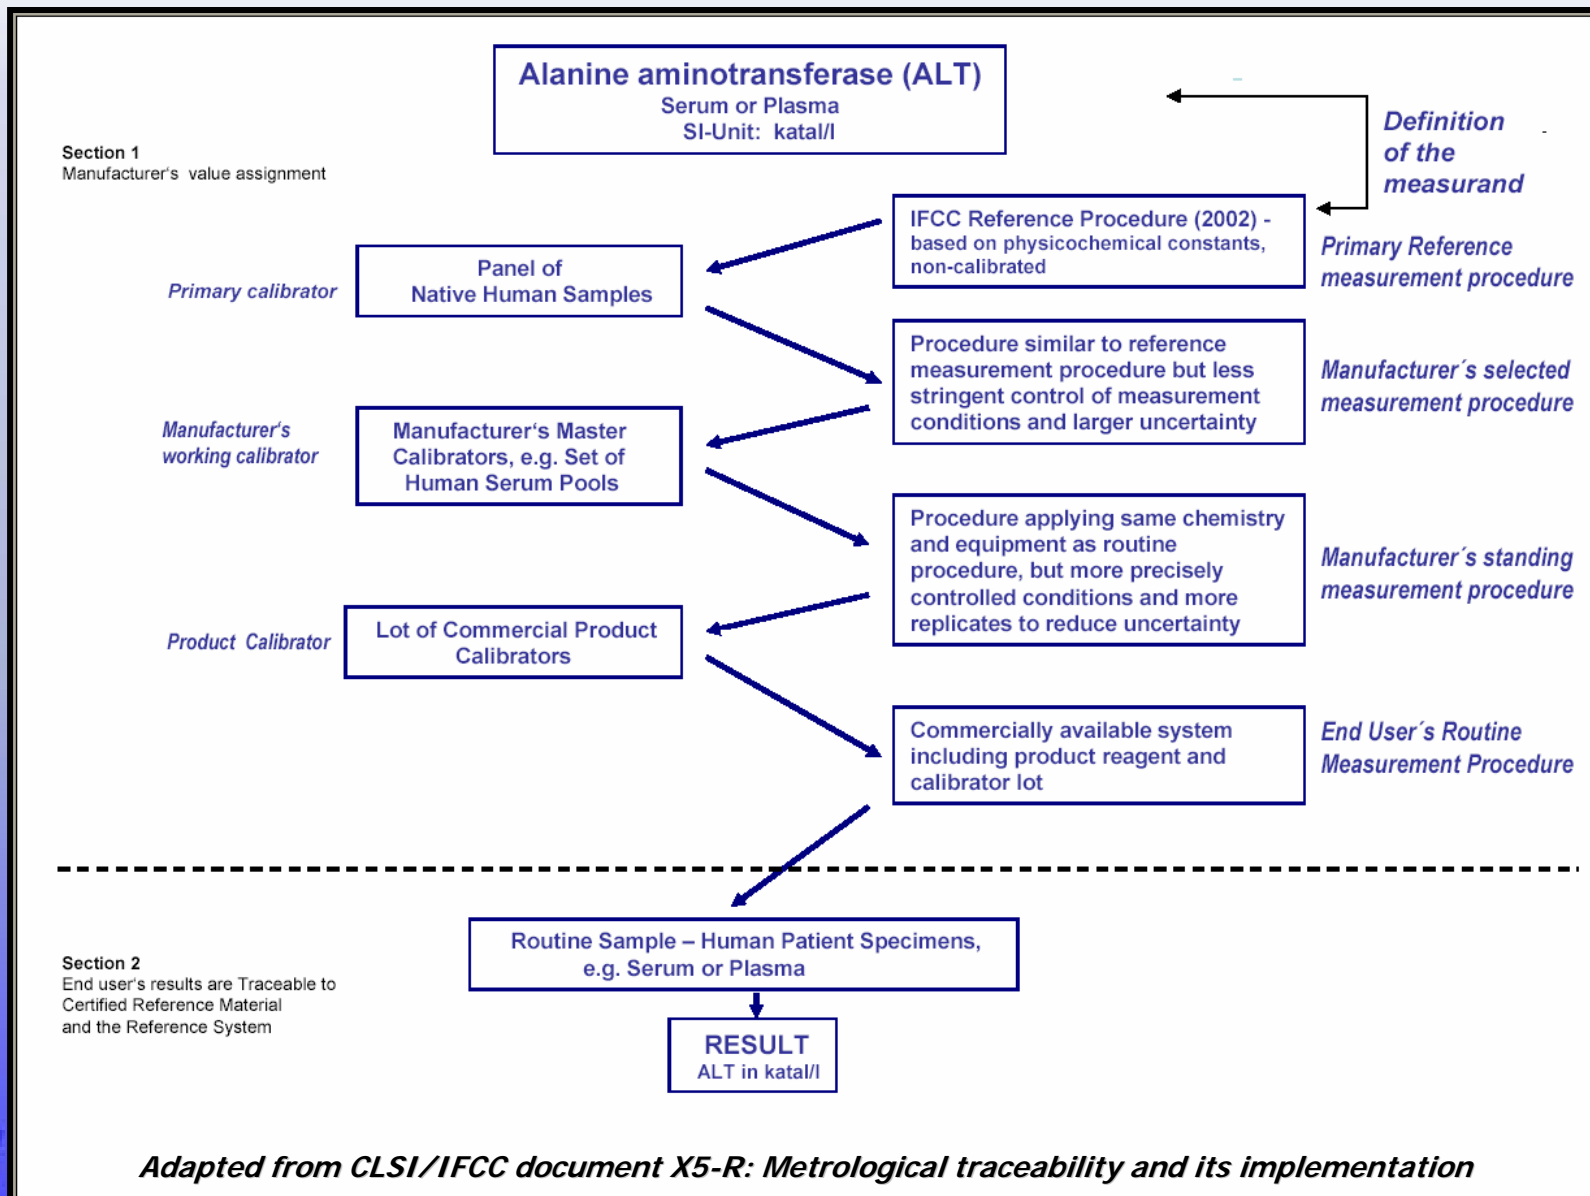 Alanine aminotransferase (ALT)
Serum or Plasma
SI-Unit: katal/l
Definition
of the
measurand
Section 1
Manufacturer's value assignment
IFCC Reference Procedure (2002) -
based on physicochemical constants,
non-calibrated
Primary Reference
measurement procedure
Primary calibrator
Panel of
Native Human Samples
Procedure similar to reference
measurement procedure but less
stringent control of measurement
conditions and larger uncertainty
Manufacturer´s selected
measurement procedure
Manufacturer's
working calibrator
Manufacturer's Master
Calibrators, e.g. Set of
Human Serum Pools
Procedure applying same chemistry
and equipment as routine
procedure, but more precisely
controlled conditions and more
replicates to reduce uncertainty
Manufacturer´s standing
measurement procedure
Product Calibrator
Lot of Commercial Product
Calibrators
Commercially available system
including product reagent and
calibrator lot
End User´s Routine
Measurement Procedure
Routine Sample – Human Patient Specimens,
e.g. Serum or Plasma
Section 2
End user's results are Traceable to
Certified Reference Material
and the Reference System
RESULT
ALT in katal/l
Adapted from CLSI/IFCC document X5-R: Metrological traceability and its implementation